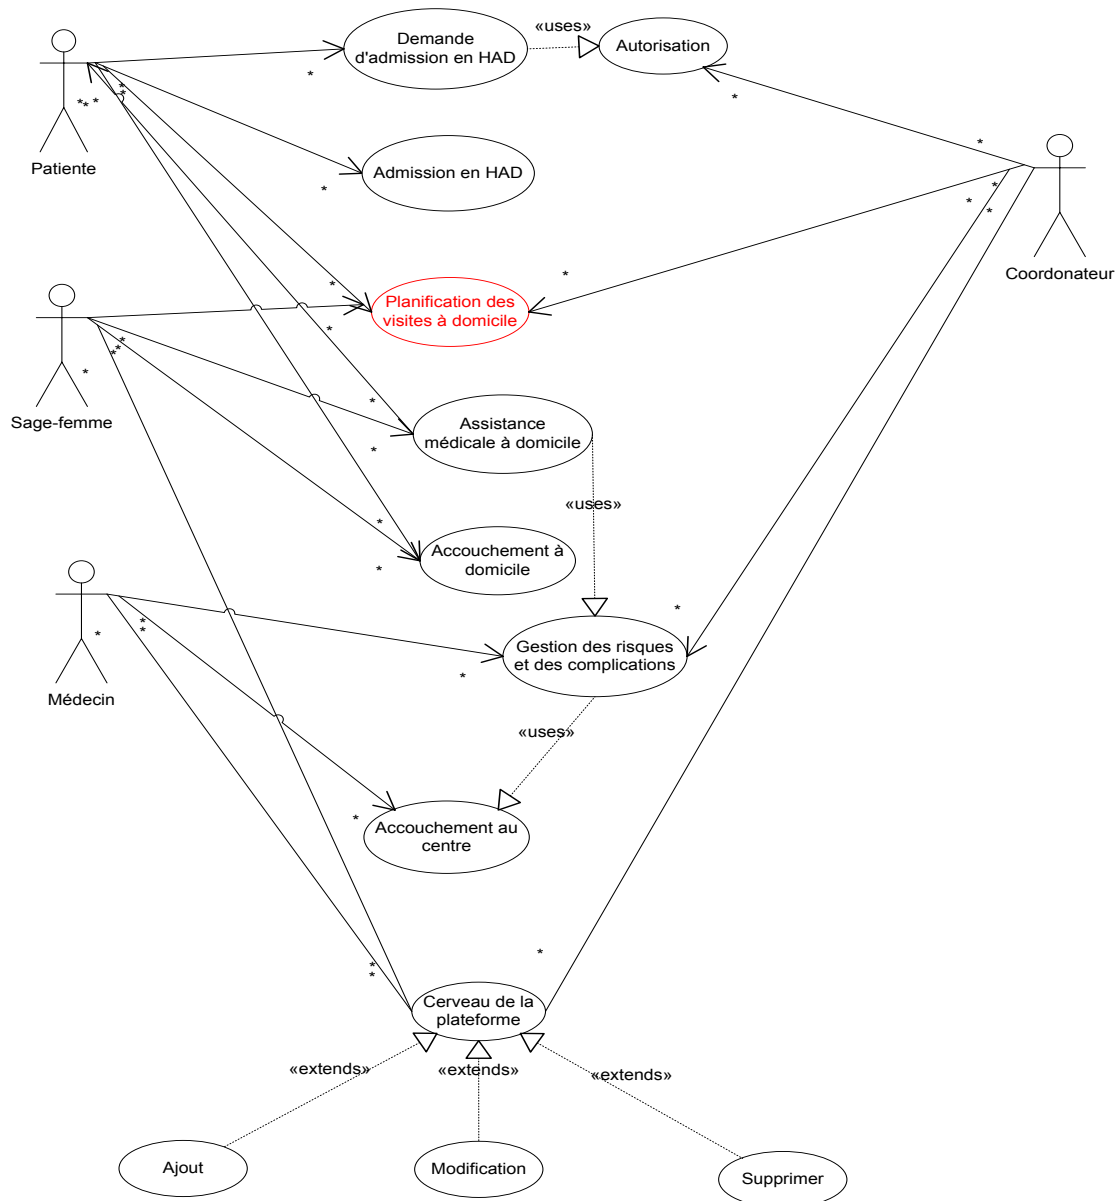 «uses»
Demande
d'admission en HAD
Autorisation
*
*
* * *
*
*
*
Patiente
Admission en HAD
*
*
*
*
*
Coordonateur
*
*
Planification des
visites à domicile
*
*
*
*
*
Sage-femme
*
Assistance
médicale à domicile
*
«uses»
*
Accouchement à
domicile
*
*
*
*
*
Gestion des risques
et des complications
*
Médecin
«uses»
*
Accouchement au
centre
*
*
*
Cerveau de la
plateforme
«extends»
«extends»
«extends»
Ajout
Modification
Supprimer